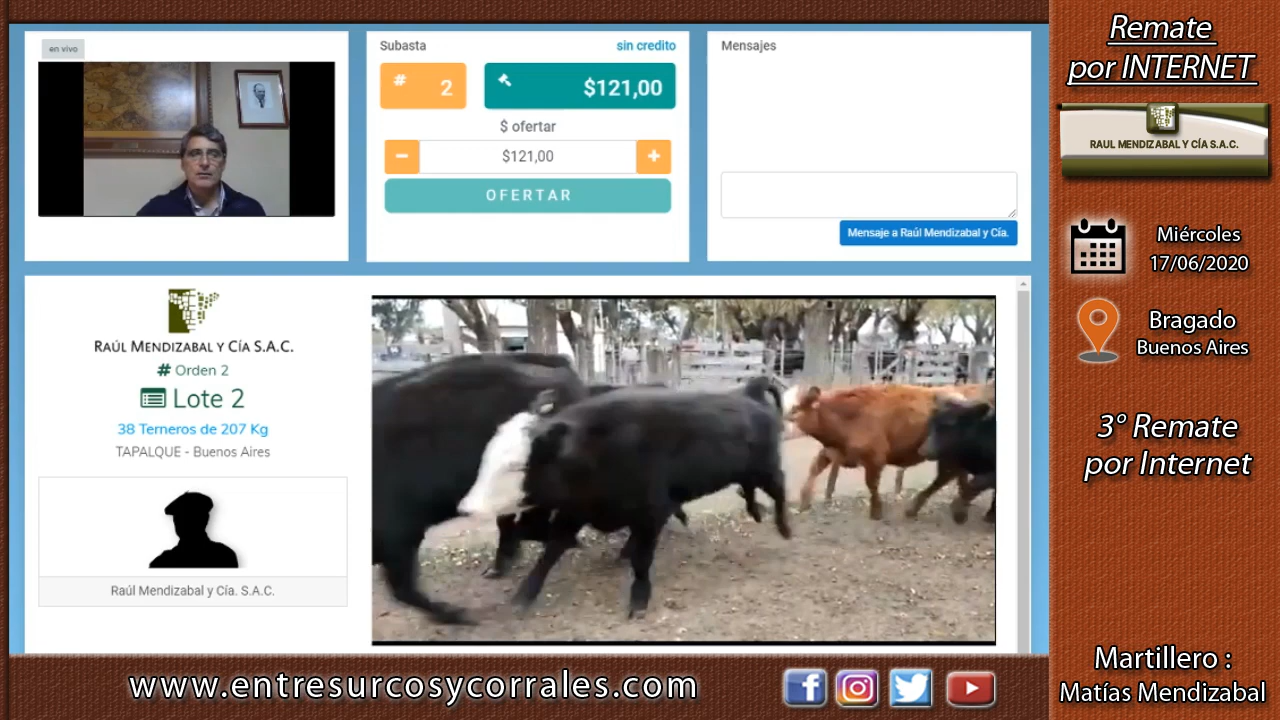 en vivo
Subasta
sin credito
# 2
$121,00
$ ofertar
− $121,00 +
OFERTAR
Mensajes
Mensaje a Raúl Mendizabal y Cía.
RAÚL MENDIZABAL Y CÍA S.A.C.
# Orden 2
Lote 2
38 Terneros de 207 Kg
TAPALQUE - Buenos Aires
Raúl Mendizabal y Cía. S.A.C.
www.entresurcosycorrales.com
Remate
por INTERNET
RAUL MENDIZABAL Y CÍA S.A.C.
Miércoles
17/06/2020
Bragado
Buenos Aires
3° Remate
por Internet
Martillero :
Matías Mendizabal